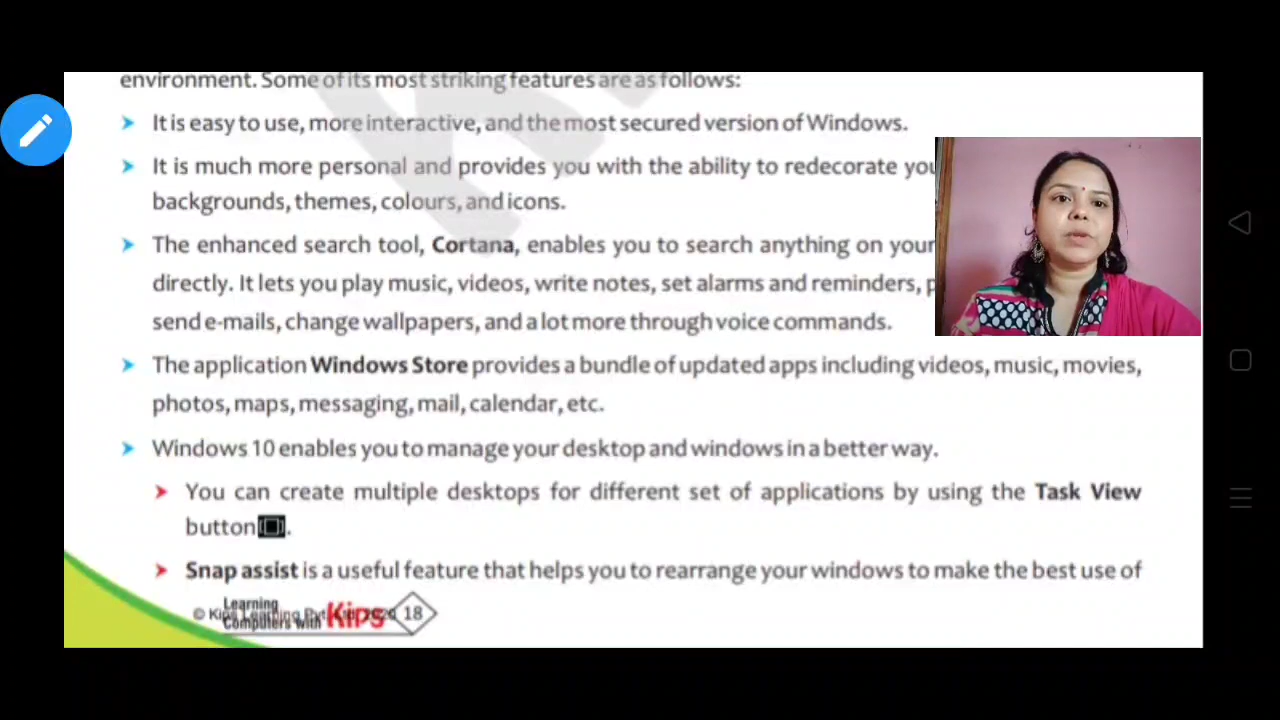 environment. Some of its most striking features are as follows:
It is easy to use, more interactive, and the most secured version of Windows.
It is much more personal and provides you with the ability to redecorate
backgrounds, themes, colours, and icons.
The enhanced search tool, Cortana, enables you to search anything on your
directly. It lets you play music, videos, write notes, set alarms and reminders,
send e-mails, change wallpapers, and a lot more through voice commands.
The application Windows Store provides a bundle of updated apps including videos, music, movies,
photos, maps, messaging, mail, calendar, etc.
Windows 10 enables you to manage your desktop and windows in a better way.
You can create multiple desktops for different set of applications by using the Task View
button .
Snap assist is a useful feature that helps you to rearrange your windows to make the best use of
Learning
Computers with Kips 18